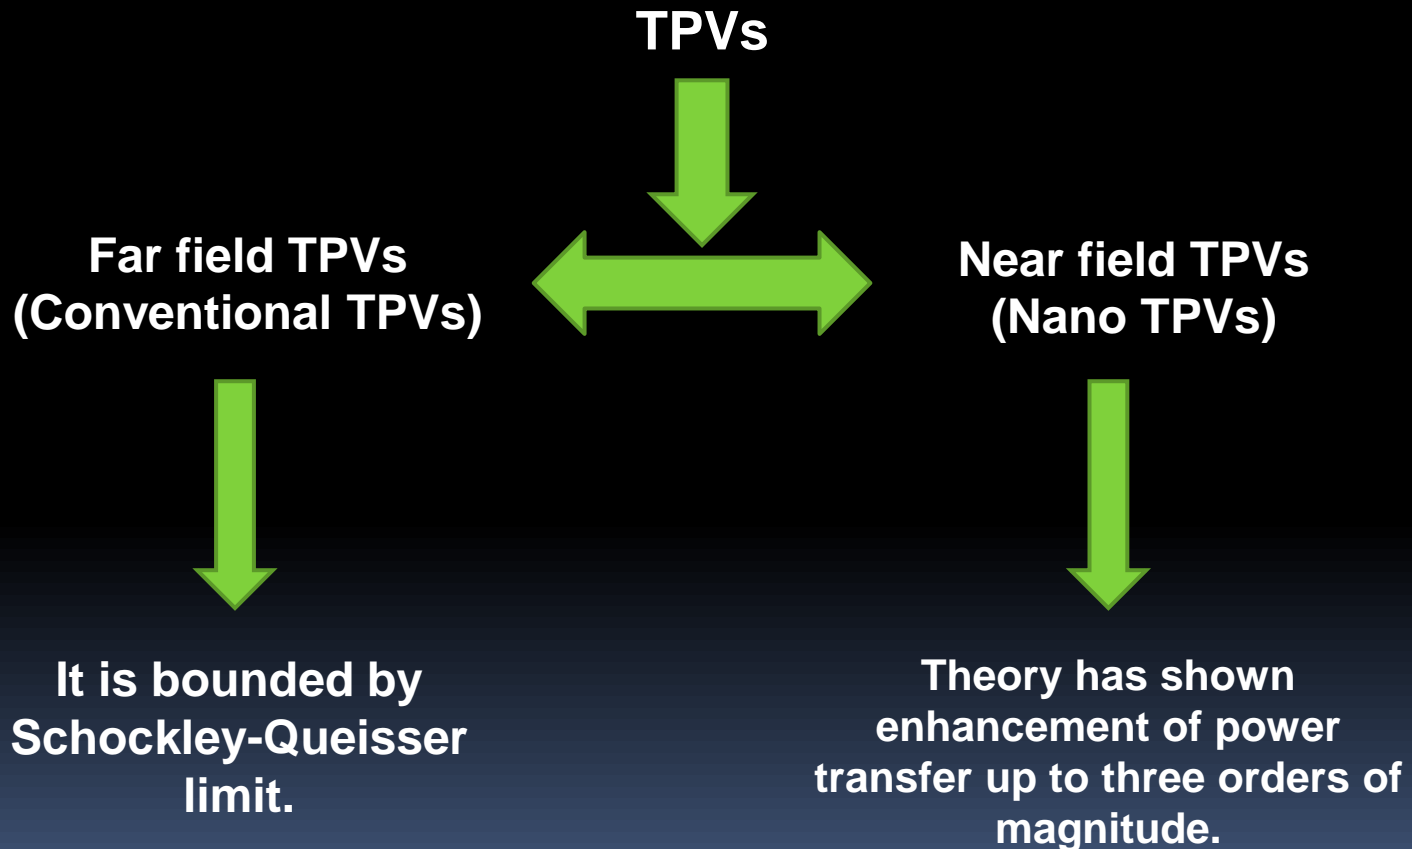 TPVs
Far field TPVs
(Conventional TPVs)
Near field TPVs
(Nano TPVs)
It is bounded by
Schockley-Queisser
limit.
Theory has shown
enhancement of power
transfer up to three orders of
magnitude.